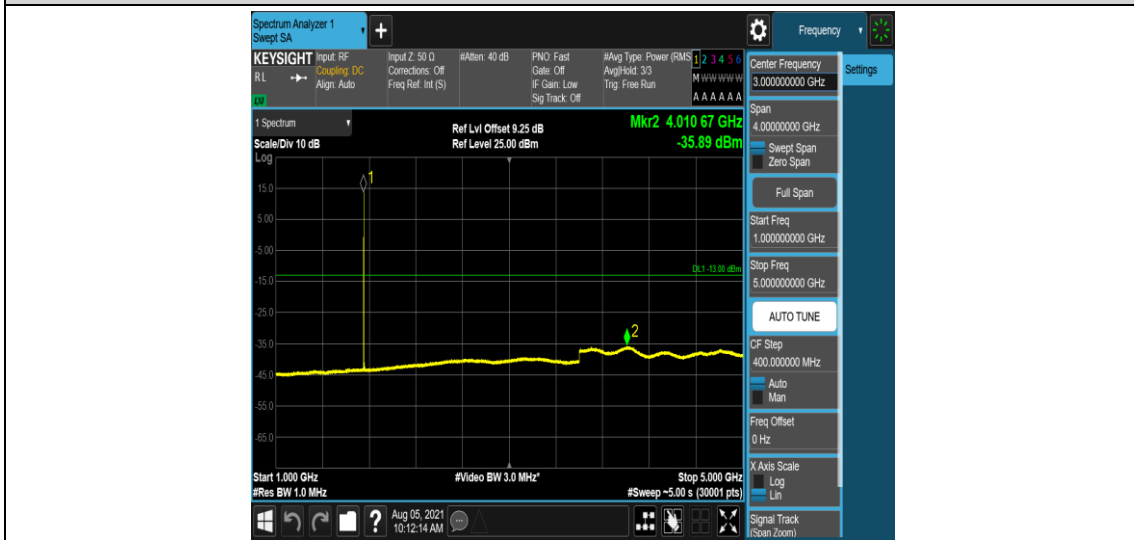 Spectrum Analyzer 1
Swept SA
+
Frequency
KEYSIGHT
RL
LXI
Input: RF
Coupling: DC
Align: Auto
Input Z: 50 Ω
Corrections: Off
Freq Ref: Int (S)
#Atten: 40 dB
PNO: Fast
Gate: Off
IF Gain: Low
Sig Track: Off
#Avg Type: Power (RMS
Avg|Hold: 3/3
Trig: Free Run
1 2 3 4 5 6
M W W W W W
A A A A A A
1 Spectrum
Scale/Div 10 dB
Log
Ref Lvl Offset 9.25 dB
Ref Level 25.00 dBm
Mkr2 4.010 67 GHz
-35.89 dBm
15.0
5.00
-5.00
-15.0
-25.0
-35.0
-45.0
-55.0
-65.0
1
2
DL1 -13.00 dBm
Start 1.000 GHz
#Res BW 1.0 MHz
#Video BW 3.0 MHz*
Stop 5.000 GHz
#Sweep ~5.00 s (30001 pts)
?
Aug 05, 2021
10:12:14 AM
Center Frequency
3.000000000 GHz
Settings
Span
4.00000000 GHz
Swept Span
Zero Span
Full Span
Start Freq
1.000000000 GHz
Stop Freq
5.000000000 GHz
AUTO TUNE
CF Step
400.000000 MHz
Auto
Man
Freq Offset
0 Hz
X Axis Scale
Log
Lin
Signal Track
(Span Zoom)